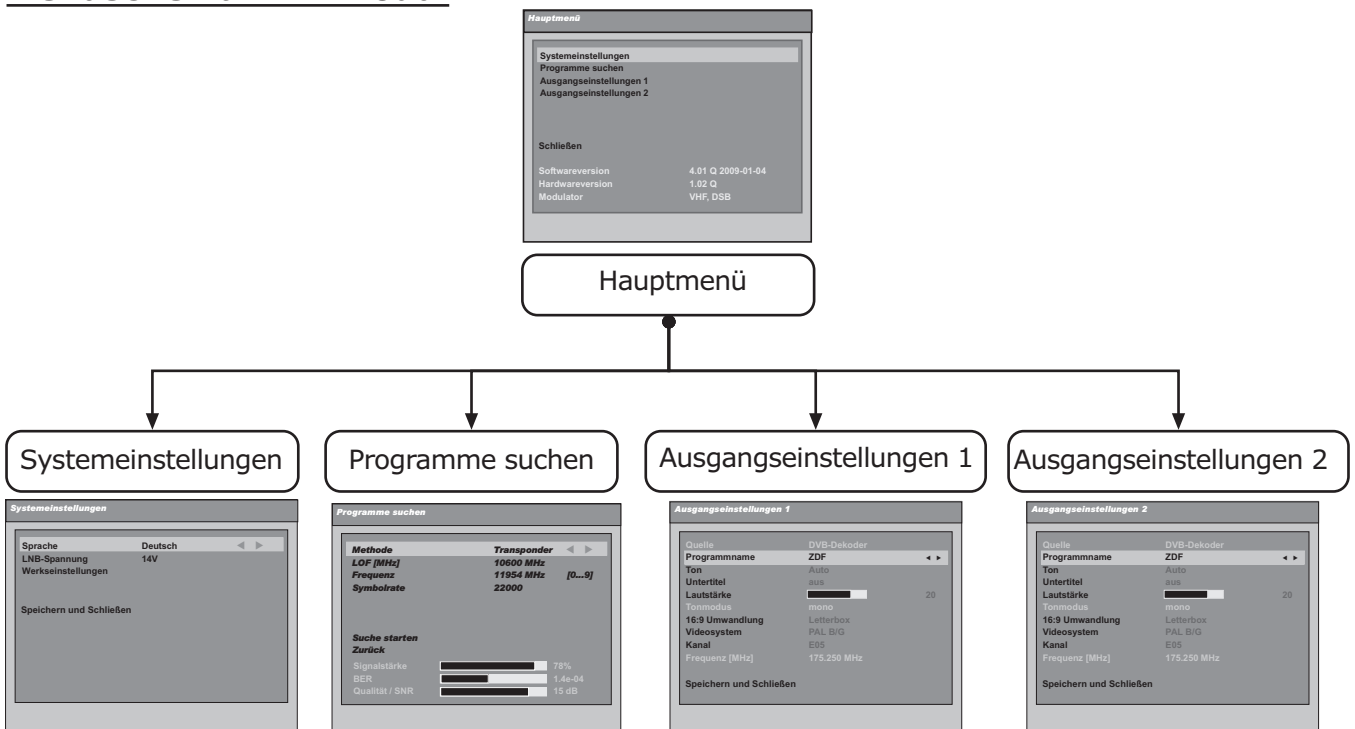 Hauptmenü
Systemeinstellungen
Programme suchen
Ausgangseinstellungen 1
Ausgangseinstellungen 2
Schließen
Softwareversion 4.01 Q 2009-01-04
Hardwareversion 1.02 Q
Modulator VHF, DSB
Hauptmenü
Systemeinstellungen
Programme suchen
Ausgangseinstellungen 1
Ausgangseinstellungen 2
Systemeinstellungen
Sprache Deutsch
LNB-Spannung 14V
Werkseinstellungen
Speichern und Schließen
Programme suchen
Methode Transponder
LOF [MHz] 10600 MHz
Frequenz 11954 MHz [0...9]
Symbolrate 22000
Suche starten
Zurück
Signalstärke 78%
BER 1.4e-04
Qualität / SNR 15 dB
Ausgangseinstellungen 1
Quelle DVB-Dekoder
Programmname ZDF
Ton Auto
Untertitel aus
Lautstärke 20
Tonmodus mono
16:9 Umwandlung Letterbox
Videosystem PAL B/G
Kanal E05
Frequenz [MHz] 175.250 MHz
Speichern und Schließen
Ausgangseinstellungen 2
Quelle DVB-Dekoder
Programmname ZDF
Ton Auto
Untertitel aus
Lautstärke 20
Tonmodus mono
16:9 Umwandlung Letterbox
Videosystem PAL B/G
Kanal E05
Frequenz [MHz] 175.250 MHz
Speichern und Schließen